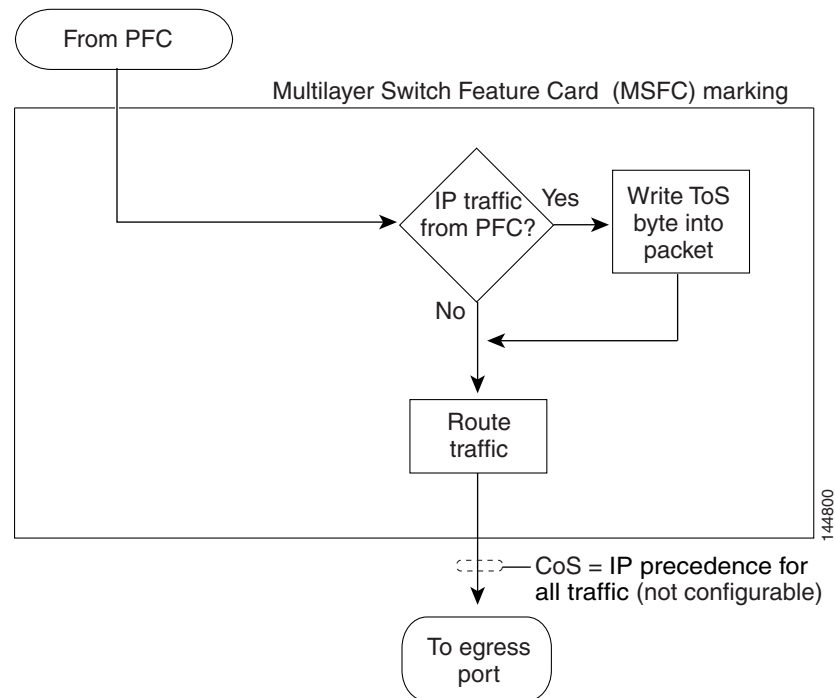 From PFC
Multilayer Switch Feature Card (MSFC) marking
IP traffic
from PFC?
Yes
Write ToS
byte into
packet
No
Route
traffic
144800
CoS = IP precedence for
all traffic (not configurable)
To egress
port